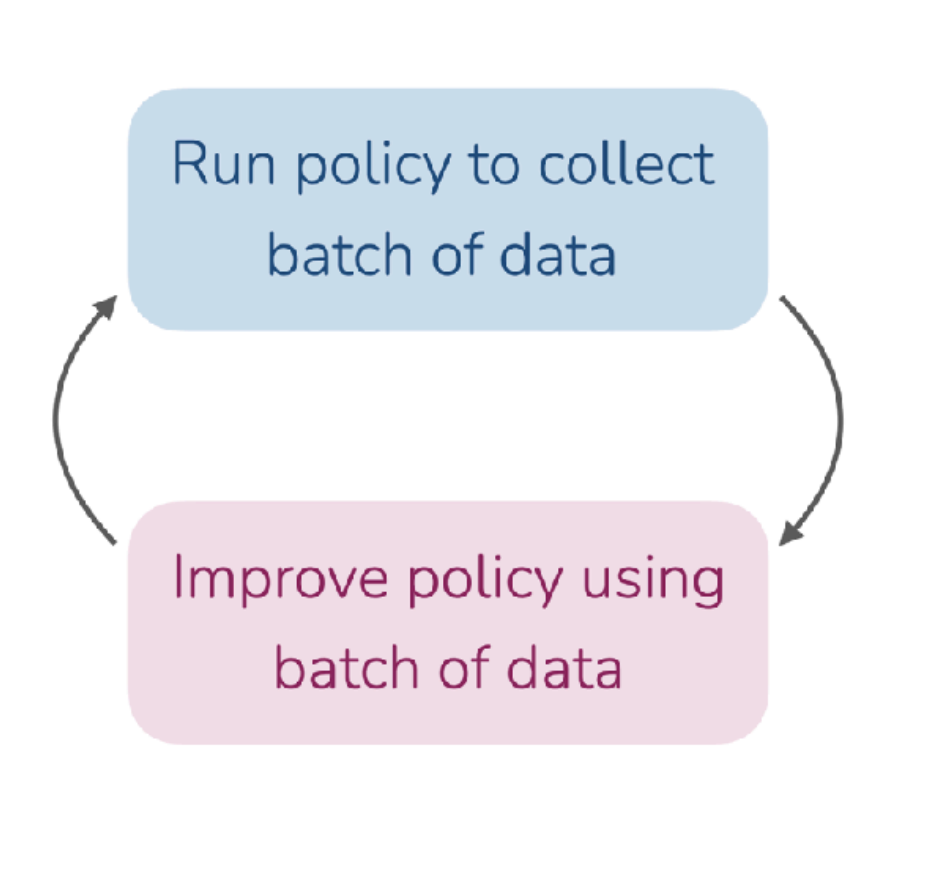 Run policy to collect
batch of data
Improve policy using
batch of data